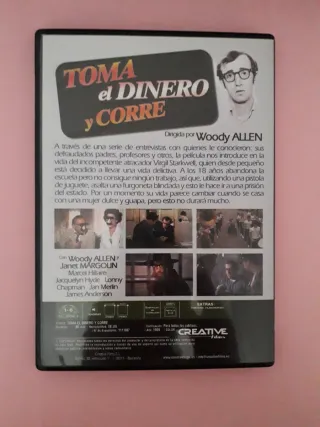 TOMA
el DINERO
y CORRE
Dirigida por Woody ALLEN
A través de una serie de entrevistas con quienes le conocieron; sus
defraudados padres, profesores y otros, la película nos introduce en la
vida del incompetente atracador Virgil Starkwell, quien desde pequeño
está decidido a llevar una vida delictiva. A los 18 años abandona la
escuela pero no consigue ningún trabajo, así que, utilizando una pistola
de juguete, asalta una furgoneta blindada y esto le hace ir a una prisión
del estado. Por un momento su vida parece cambiar cuando se casa
con una mujer dulce y guapa, pero esto no durará mucho.
Con Woody ALLEN y
Janet MARGOLIN
Marcel Hillaire
Jacquelyn Hyde Lonny
Chapman Jan Merlin
James Anderson
EXTRAS
CREATIVE
films